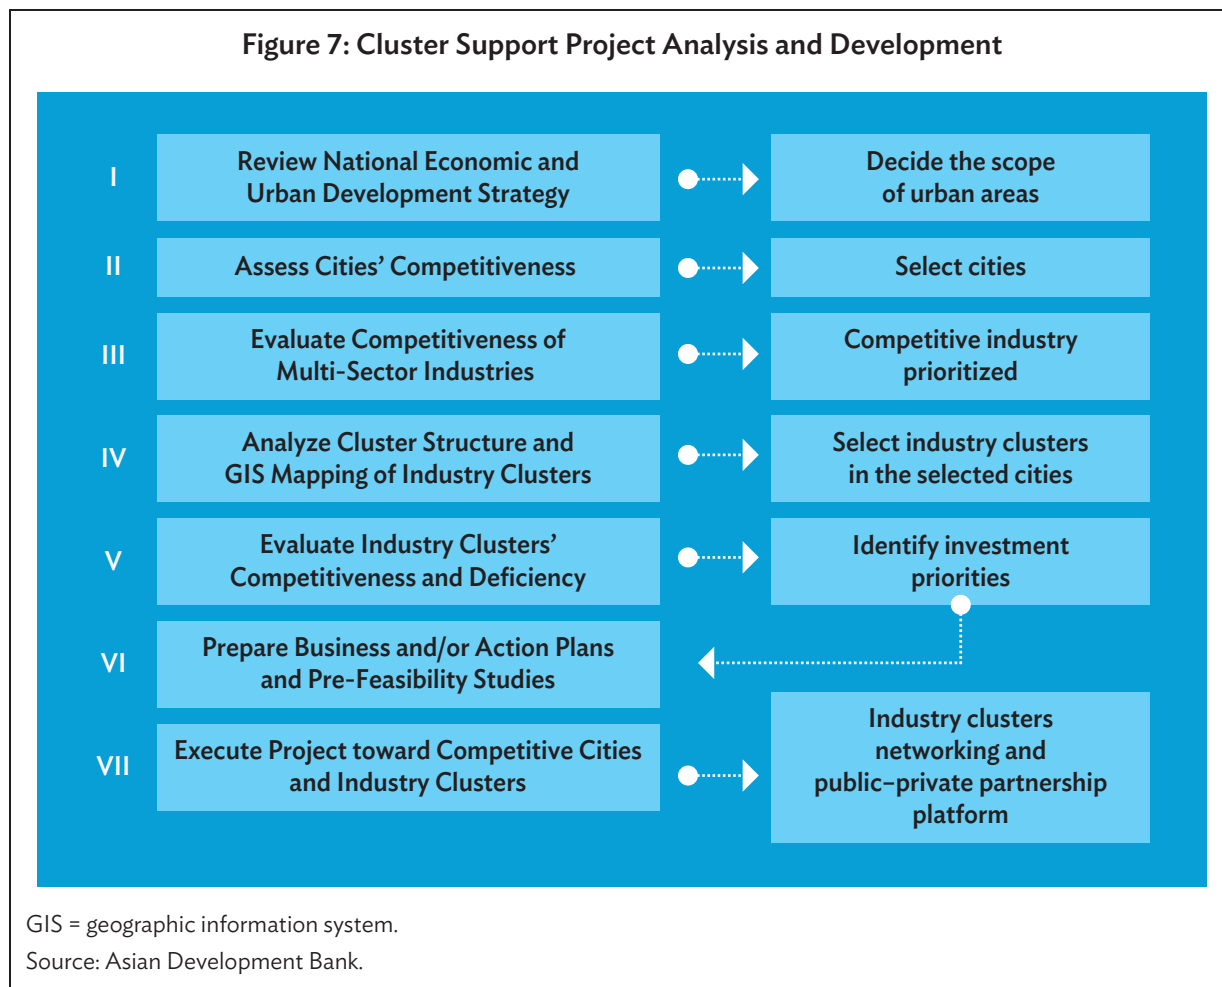 Figure 7: Cluster Support Project Analysis and Development
I
Review National Economic and
Urban Development Strategy
Decide the scope
of urban areas
II
Assess Cities’ Competitiveness
Select cities
III
Evaluate Competitiveness of
Multi-Sector Industries
Competitive industry
prioritized
IV
Analyze Cluster Structure and
GIS Mapping of Industry Clusters
Select industry clusters
in the selected cities
V
Evaluate Industry Clusters’
Competitiveness and Deficiency
Identify investment
priorities
VI
Prepare Business and/or Action Plans
and Pre-Feasibility Studies
VII
Execute Project toward Competitive Cities
and Industry Clusters
Industry clusters
networking and
public–private partnership
platform
GIS = geographic information system.
Source: Asian Development Bank.